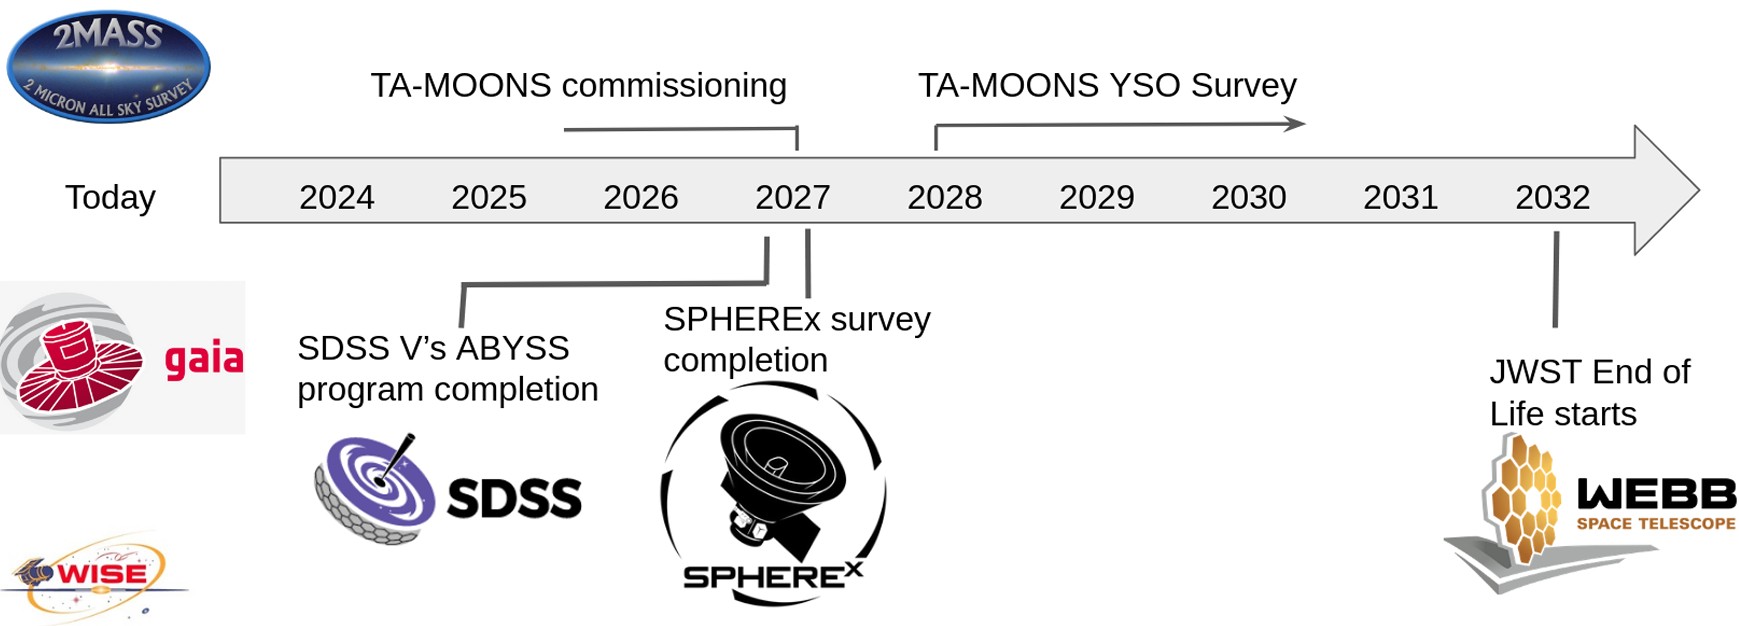 2MASS
2 MICRON ALL SKY SURVEY
TA-MOONS commissioning
TA-MOONS YSO Survey
Today
2024
2025
2026
2027
2028
2029
2030
2031
2032
gaia
SDSS V’s ABYSS
program completion
SDSS
SPHEREx survey
completion
SPHEREX
JWST End of
Life starts
WEBB
SPACE TELESCOPE
WISE